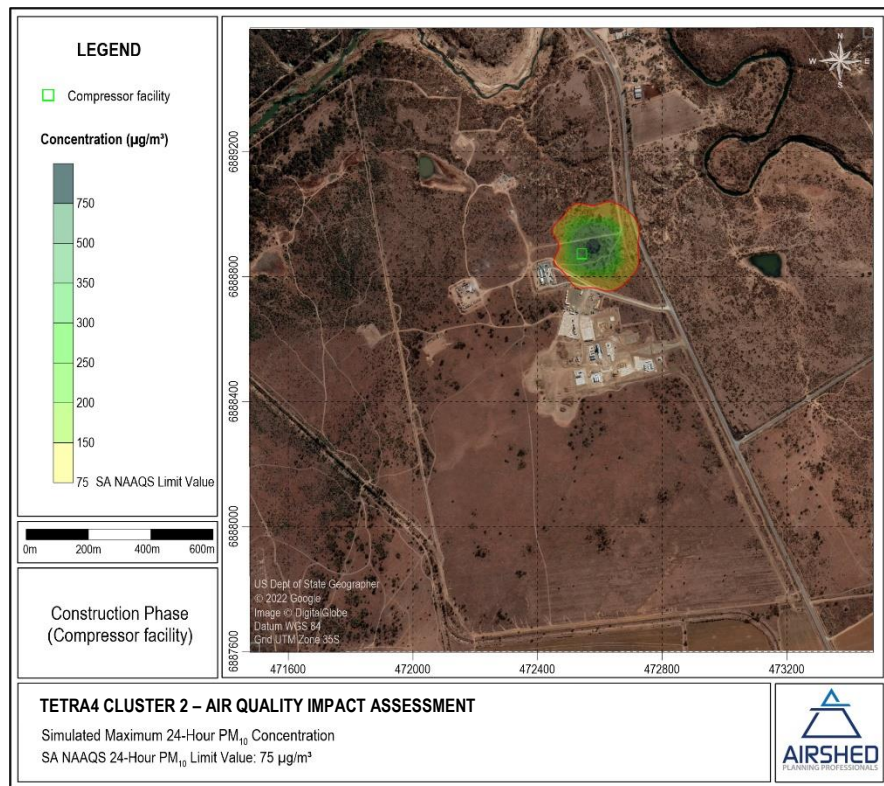 LEGEND
Compressor facility
Concentration (µg/m³)
750
500
350
300
250
200
150
75 SA NAAQS Limit Value
0m 200m 400m 600m
Construction Phase
(Compressor facility)
N
W E
S
6889200
6888800
6888400
6888000
6887600
US Dept of State Geographer
© 2022 Google
Image © DigitalGlobe
Datum WGS 84
Grid UTM Zone 35S
471600 472000 472400 472800 473200
TETRA4 CLUSTER 2 – AIR QUALITY IMPACT ASSESSMENT
Simulated Maximum 24-Hour PM₁₀ Concentration
SA NAAQS 24-Hour PM₁₀ Limit Value: 75 µg/m³
AIRSHED
PLANNING PROFESSIONALS